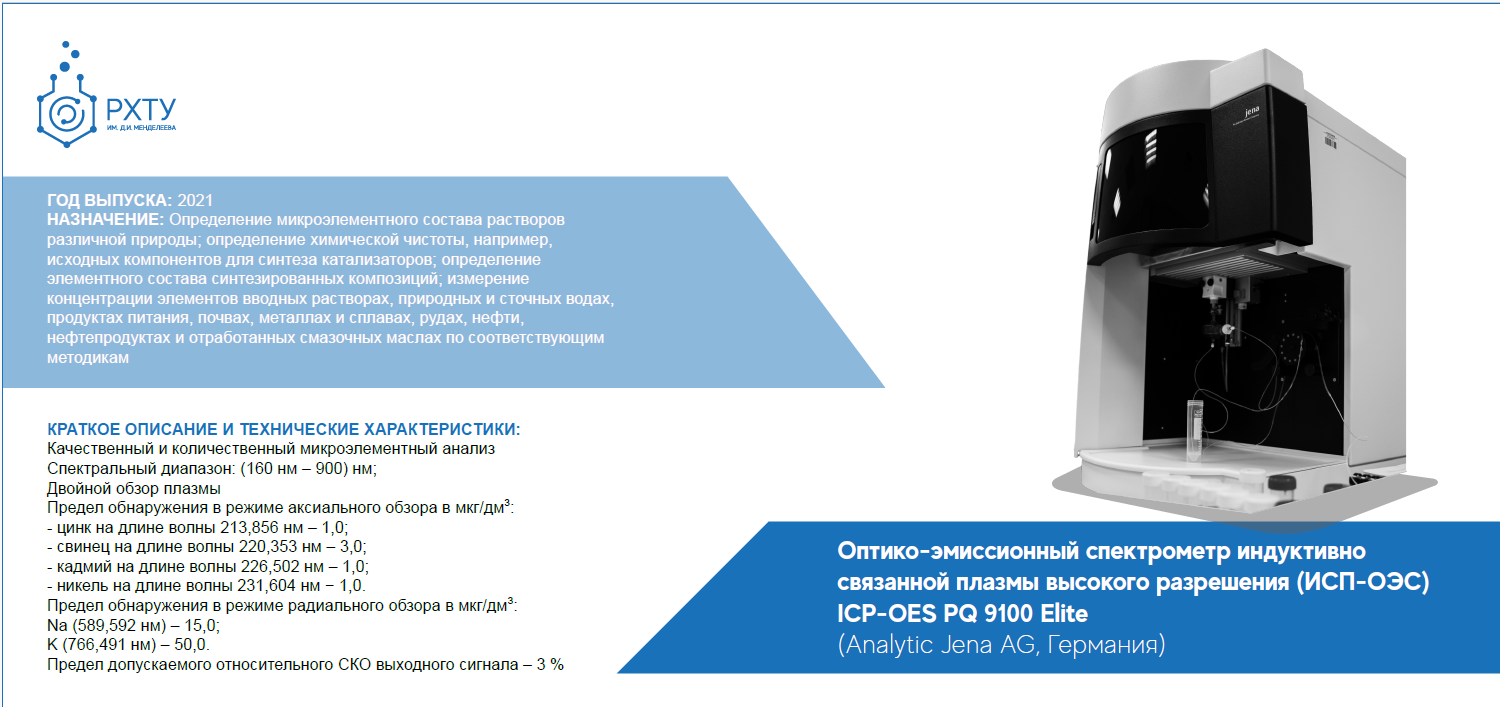 РХТУ
ИМ. Д.И. МЕНДЕЛЕЕВА
jena
ГОД ВЫПУСКА: 2021
НАЗНАЧЕНИЕ: Определение микроэлементного состава растворов
различной природы; определение химической чистоты, например,
исходных компонентов для синтеза катализаторов; определение
элементного состава синтезированных композиций; измерение
концентрации элементов вводных растворах, природных и сточных водах,
продуктах питания, почвах, металлах и сплавах, рудах, нефти,
нефтепродуктах и отработанных смазочных маслах по соответствующим
методикам
КРАТКОЕ ОПИСАНИЕ И ТЕХНИЧЕСКИЕ ХАРАКТЕРИСТИКИ:
Качественный и количественный микроэлементный анализ
Спектральный диапазон: (160 нм – 900) нм;
Двойной обзор плазмы
Предел обнаружения в режиме аксиального обзора в мкг/дм³:
- цинк на длине волны 213,856 нм – 1,0;
- свинец на длине волны 220,353 нм – 3,0;
- кадмий на длине волны 226,502 нм – 1,0;
- никель на длине волны 231,604 нм − 1,0.
Предел обнаружения в режиме радиального обзора в мкг/дм³:
Na (589,592 нм) – 15,0;
K (766,491 нм) – 50,0.
Предел допускаемого относительного СКО выходного сигнала – 3 %
Оптико-эмиссионный спектрометр индуктивно
связанной плазмы высокого разрешения (ИСП-ОЭС)
ICP-OES PQ 9100 Elite
(Analytic Jena AG, Германия)